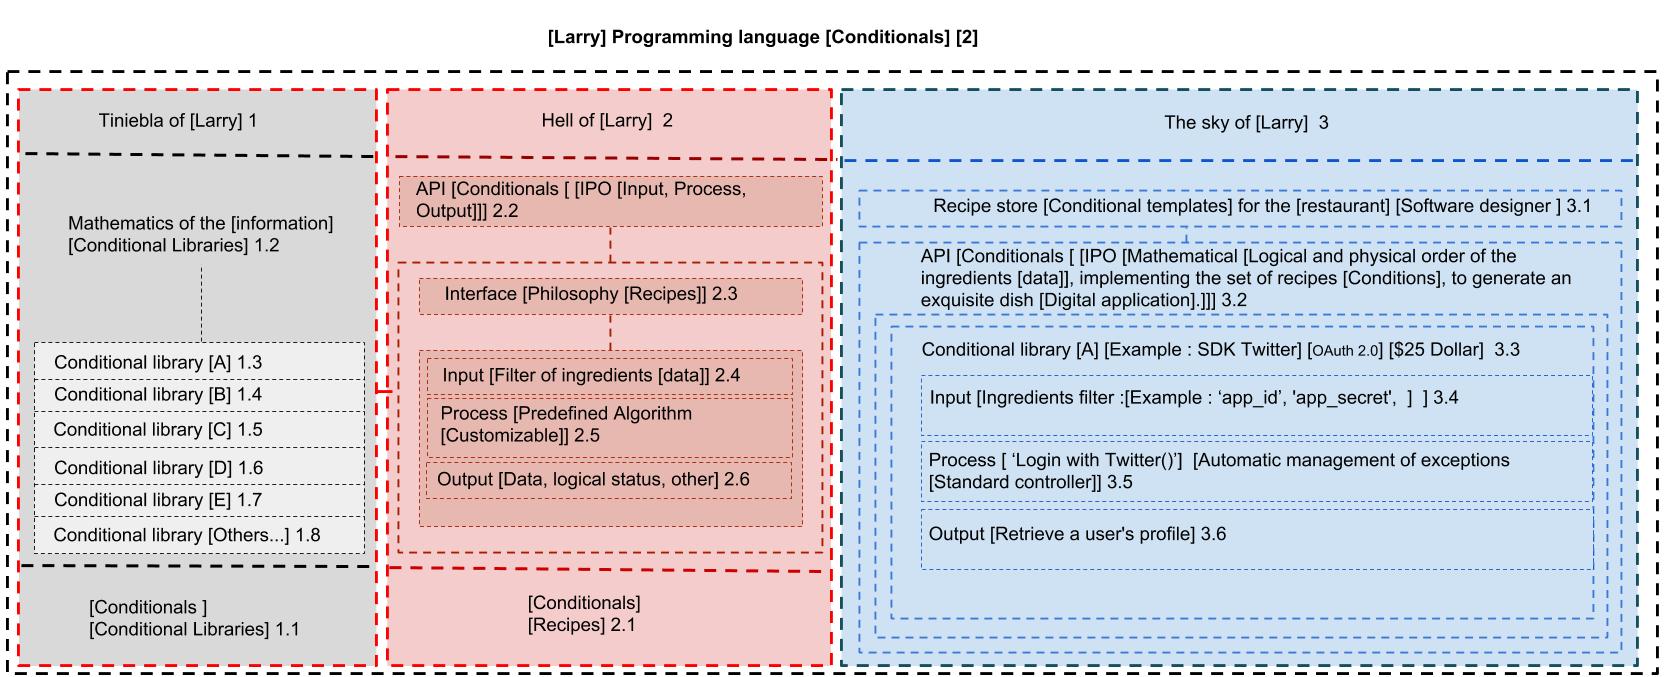 [Larry] Programming language [Conditionals] [2]
Tiniebla of [Larry] 1
Mathematics of the [information]
[Conditional Libraries] 1.2
Conditional library [A] 1.3
Conditional library [B] 1.4
Conditional library [C] 1.5
Conditional library [D] 1.6
Conditional library [E] 1.7
Conditional library [Others...] 1.8
[Conditionals ]
[Conditional Libraries] 1.1
Hell of [Larry]  2
API [Conditionals [ [IPO [Input, Process,
Output]]] 2.2
Interface [Philosophy [Recipes]] 2.3
Input [Filter of ingredients [data]] 2.4
Process [Predefined Algorithm
[Customizable]] 2.5
Output [Data, logical status, other] 2.6
[Conditionals]
[Recipes] 2.1
The sky of [Larry]  3
Recipe store [Conditional templates] for the [restaurant] [Software designer ] 3.1
API [Conditionals [ [IPO [Mathematical [Logical and physical order of the
ingredients [data]], implementing the set of recipes [Conditions], to generate an
exquisite dish [Digital application].]]] 3.2
Conditional library [A] [Example : SDK Twitter] [OAuth 2.0] [$25 Dollar]  3.3
Input [Ingredients filter :[Example : ‘app_id’, 'app_secret',  ]  ] 3.4
Process [ ‘Login with Twitter()’]  [Automatic management of exceptions
[Standard controller]] 3.5
Output [Retrieve a user's profile] 3.6